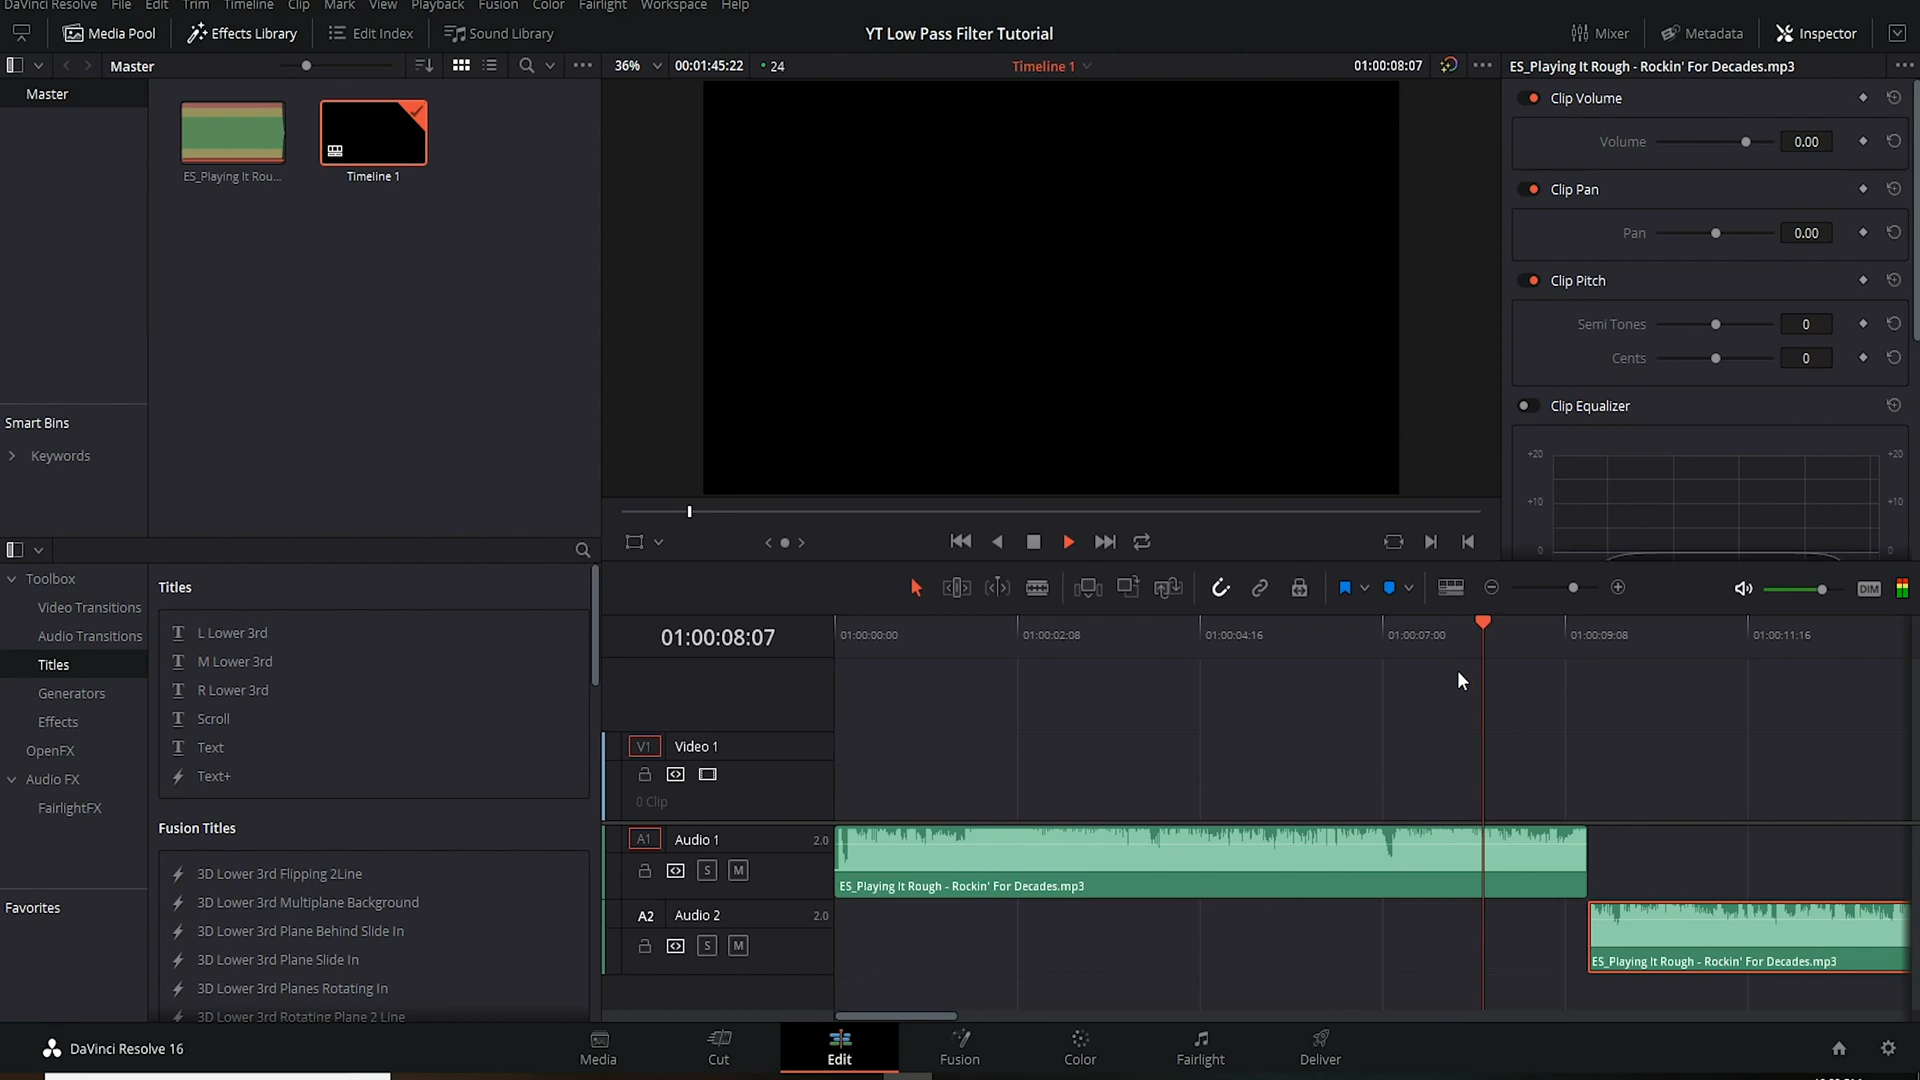 DaVinci Resolve File Edit Trim Timeline Clip Mark View Playback Fusion Color Fairlight Workspace Help
Media Pool Effects Library Edit Index Sound Library YT Low Pass Filter Tutorial Mixer Metadata Inspector
Master 36% 00:01:45:22 24 Timeline 1 01:00:08:07 ES_Playing It Rough - Rockin' For Decades.mp3
Master
ES_Playing It Rou... Timeline 1
Smart Bins
Keywords
Clip Volume
Volume 0.00
Clip Pan
Pan 0.00
Clip Pitch
Semi Tones 0
Cents 0
Clip Equalizer
+20 +20
+10 +10
0 0
Toolbox
Video Transitions
Audio Transitions
Titles
Generators
Effects
OpenFX
Audio FX
FairlightFX
Favorites
Titles
L Lower 3rd
M Lower 3rd
R Lower 3rd
Scroll
Text
Text+
Fusion Titles
3D Lower 3rd Flipping 2Line
3D Lower 3rd Multiplane Background
3D Lower 3rd Plane Behind Slide In
3D Lower 3rd Plane Slide In
3D Lower 3rd Planes Rotating In
3D Lower 3rd Rotating Plane 2 Line
DIM
01:00:08:07 01:00:00:00 01:00:02:08 01:00:04:16 01:00:07:00 01:00:09:08 01:00:11:16
V1 Video 1
0 Clip
A1 Audio 1 2.0
S M
ES_Playing It Rough - Rockin' For Decades.mp3
A2 Audio 2 2.0
S M
ES_Playing It Rough - Rockin' For Decades.mp3
DaVinci Resolve 16
Media Cut Edit Fusion Color Fairlight Deliver